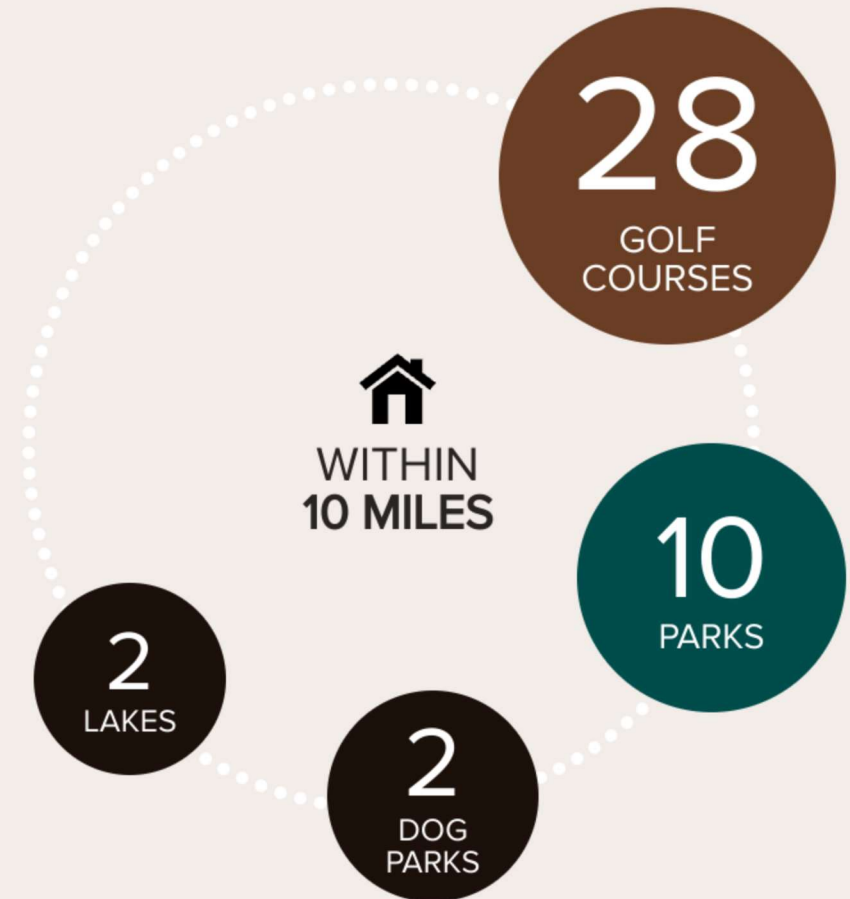 28
GOLF
COURSES
WITHIN
10 MILES
10
PARKS
2
LAKES
2
DOG
PARKS